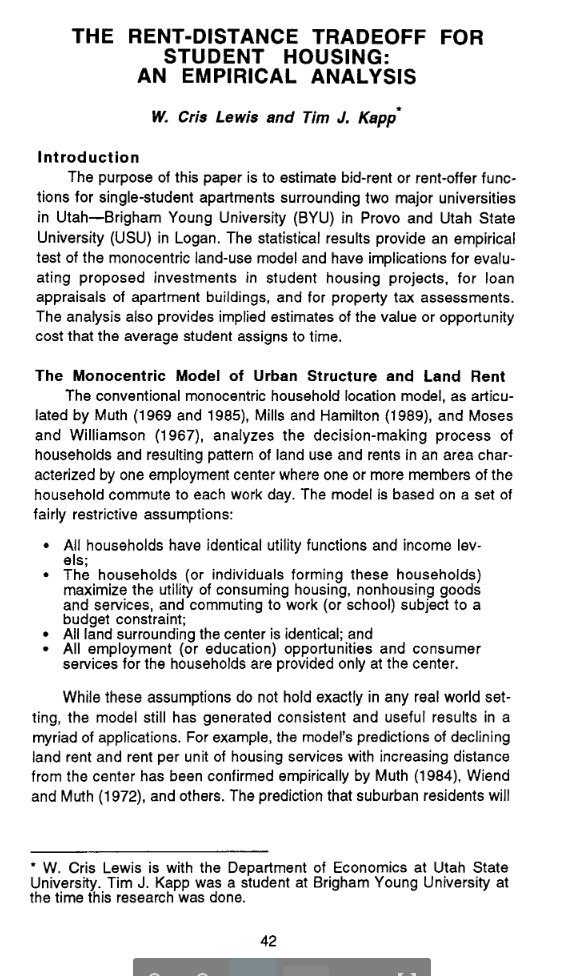 THE RENT-DISTANCE TRADEOFF FOR
STUDENT HOUSING:
AN EMPIRICAL ANALYSIS
W. Cris Lewis and Tim J. Kapp*
Introduction
The purpose of this paper is to estimate bid-rent or rent-offer func-
tions for single-student apartments surrounding two major universities
in Utah—Brigham Young University (BYU) in Provo and Utah State
University (USU) in Logan. The statistical results provide an empirical
test of the monocentric land-use model and have implications for evalu-
ating proposed investments in student housing projects, for loan
appraisals of apartment buildings, and for property tax assessments.
The analysis also provides implied estimates of the value or opportunity
cost that the average student assigns to time.
The Monocentric Model of Urban Structure and Land Rent
The conventional monocentric household location model, as articu-
lated by Muth (1969 and 1985), Mills and Hamilton (1989), and Moses
and Williamson (1967), analyzes the decision-making process of
households and resulting pattern of land use and rents in an area char-
acterized by one employment center where one or more members of the
household commute to each work day. The model is based on a set of
fairly restrictive assumptions:
• All households have identical utility functions and income lev-
els;
• The households (or individuals forming these households)
maximize the utility of consuming housing, nonhousing goods
and services, and commuting to work (or school) subject to a
budget constraint;
• All land surrounding the center is identical; and
• All employment (or education) opportunities and consumer
services for the households are provided only at the center.
While these assumptions do not hold exactly in any real world set-
ting, the model still has generated consistent and useful results in a
myriad of applications. For example, the model's predictions of declining
land rent and rent per unit of housing services with increasing distance
from the center has been confirmed empirically by Muth (1984), Wiend
and Muth (1972), and others. The prediction that suburban residents will
* W. Cris Lewis is with the Department of Economics at Utah State
University. Tim J. Kapp was a student at Brigham Young University at
the time this research was done.
42